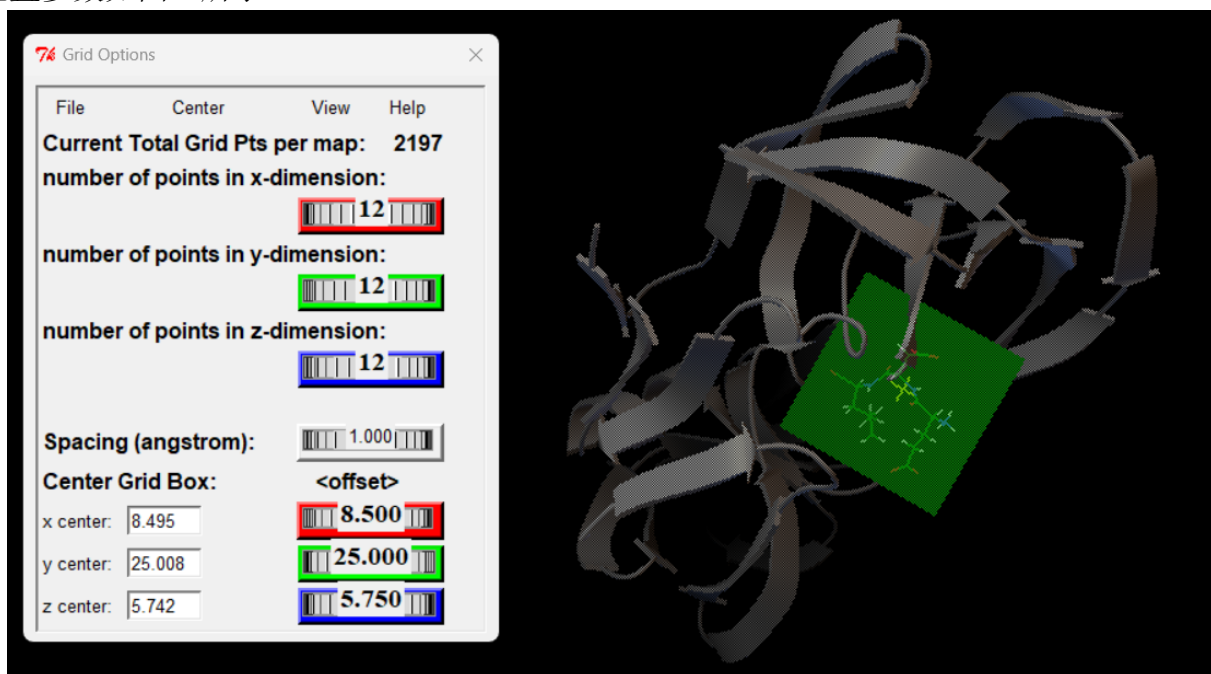 Grid Options
File Center View Help
Current Total Grid Pts per map: 2197
number of points in x-dimension:
12
number of points in y-dimension:
12
number of points in z-dimension:
12
Spacing (angstrom): 1.000
Center Grid Box: <offset>
x center: 8.495 8.500
y center: 25.008 25.000
z center: 5.742 5.750